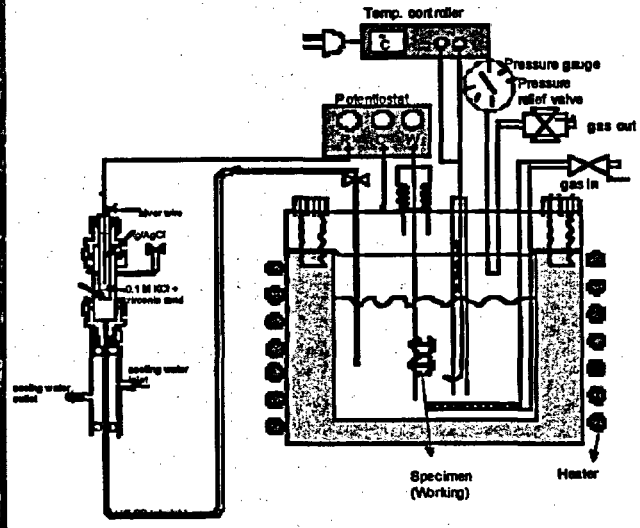 Temp. controller
°C
Pressure gauge
Pressure
relief valve
Potentiostat
R C W
gas out
gas in
silver wire
Ag/AgCl
0.1 M KCl +
zirconia sand
cooling water
inlet
cooling water
outlet
Specimen
(Working)
Heater